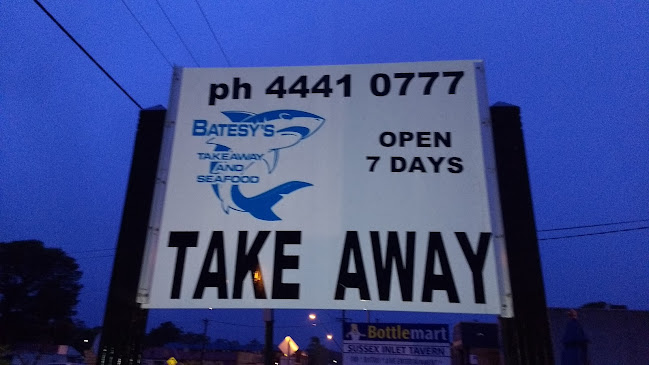 ph 4441 0777
BATESY'S
TAKEAWAY
AND
SEAFOOD
OPEN
7 DAYS
TAKE AWAY
Bottlemart
SUSSEX INLET TAVERN